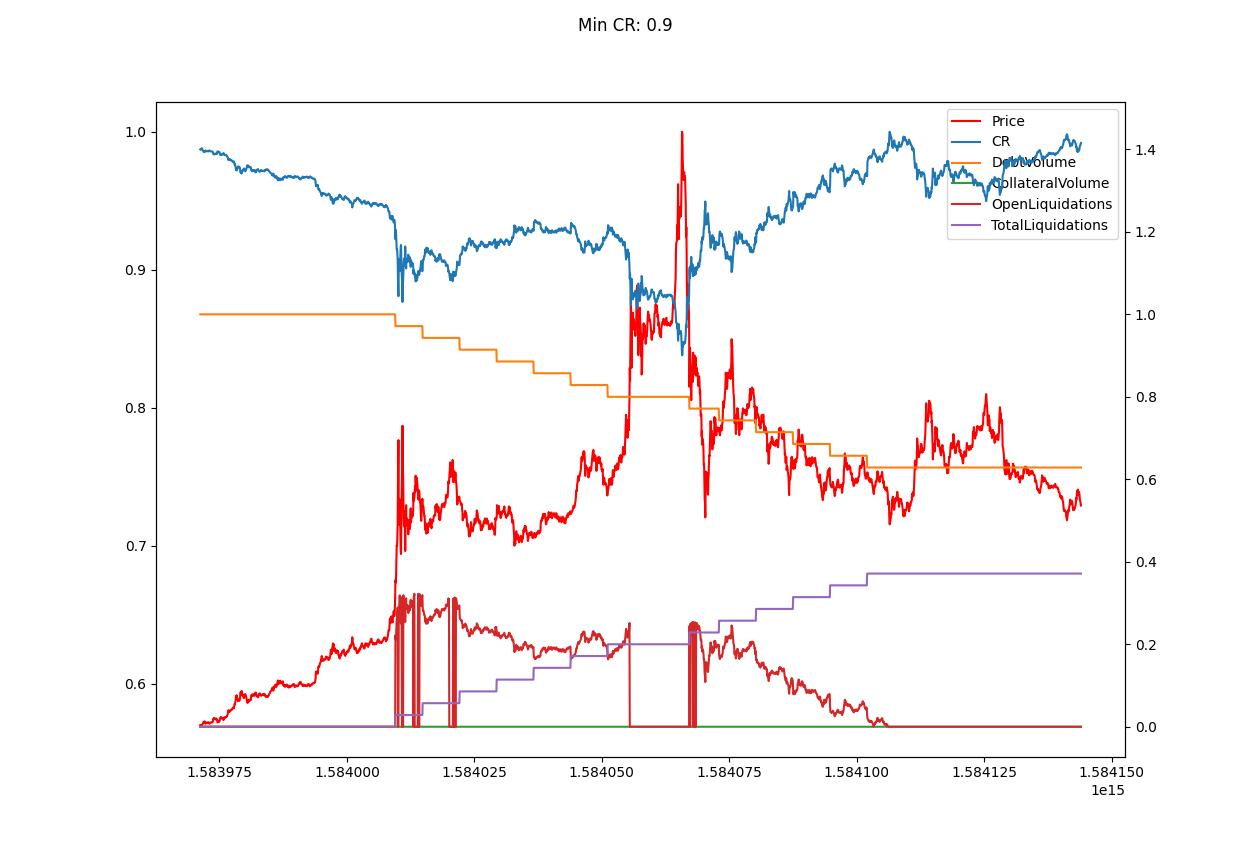 Min CR: 0.9
1.0
0.9
0.8
0.7
0.6
Price
CR
DebtVolume
CollateralVolume
OpenLiquidations
TotalLiquidations
1.4
1.2
1.0
0.8
0.6
0.4
0.2
0.0
1.583975 1.584000 1.584025 1.584050 1.584075 1.584100 1.584125 1.584150
1e15